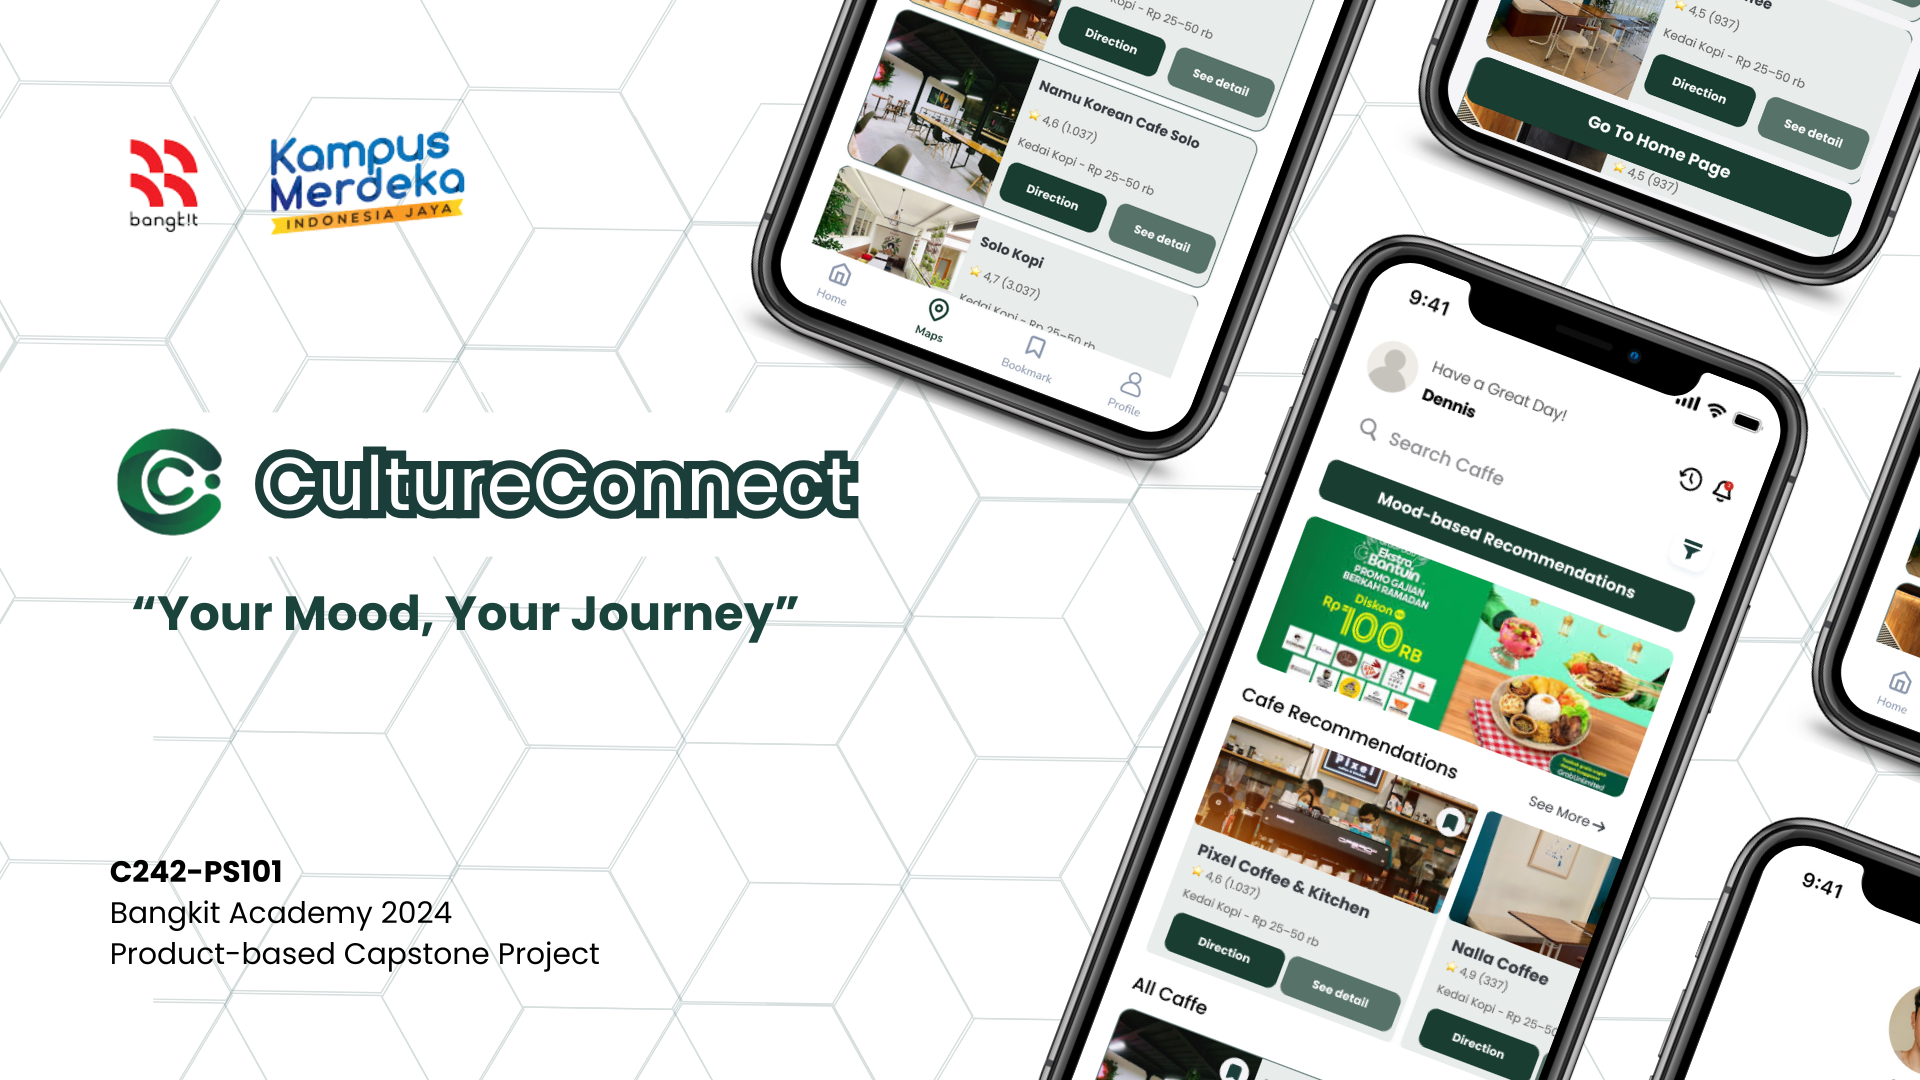 bangk!t
Kampus
Merdeka
INDONESIA JAYA
CultureConnect
“Your Mood, Your Journey”
C242-PS101
Bangkit Academy 2024
Product-based Capstone Project
Kopi - Rp 25-50 rb
Direction
See detail
Namu Korean Cafe Solo
4,6 (1.037)
Kedai Kopi - Rp 25-50 rb
Direction
See detail
Solo Kopi
4,7 (3.037)
Kedai Kopi - Rp 25-50 rb
Home
Maps
Bookmark
Profile
4,5 (937)
Kedai Kopi - Rp 25-50 rb
Direction
See detail
Go To Home Page
4,5 (937)
9:41
Have a Great Day!
Dennis
Search Caffe
Mood-based Recommendations
Ekstra
Bantuin
PROMO GAJIAN
BERKAH RAMADAN
Diskon
Rp 100 RB
GrabUnlimited
Cafe Recommendations
See More
Pixel
Pixel Coffee & Kitchen
4,6 (1.037)
Kedai Kopi - Rp 25-50 rb
Direction
See detail
Nalla Coffee
4,9 (337)
Kedai Kopi - Rp 25-50
Direction
All Caffe
Home
9:41